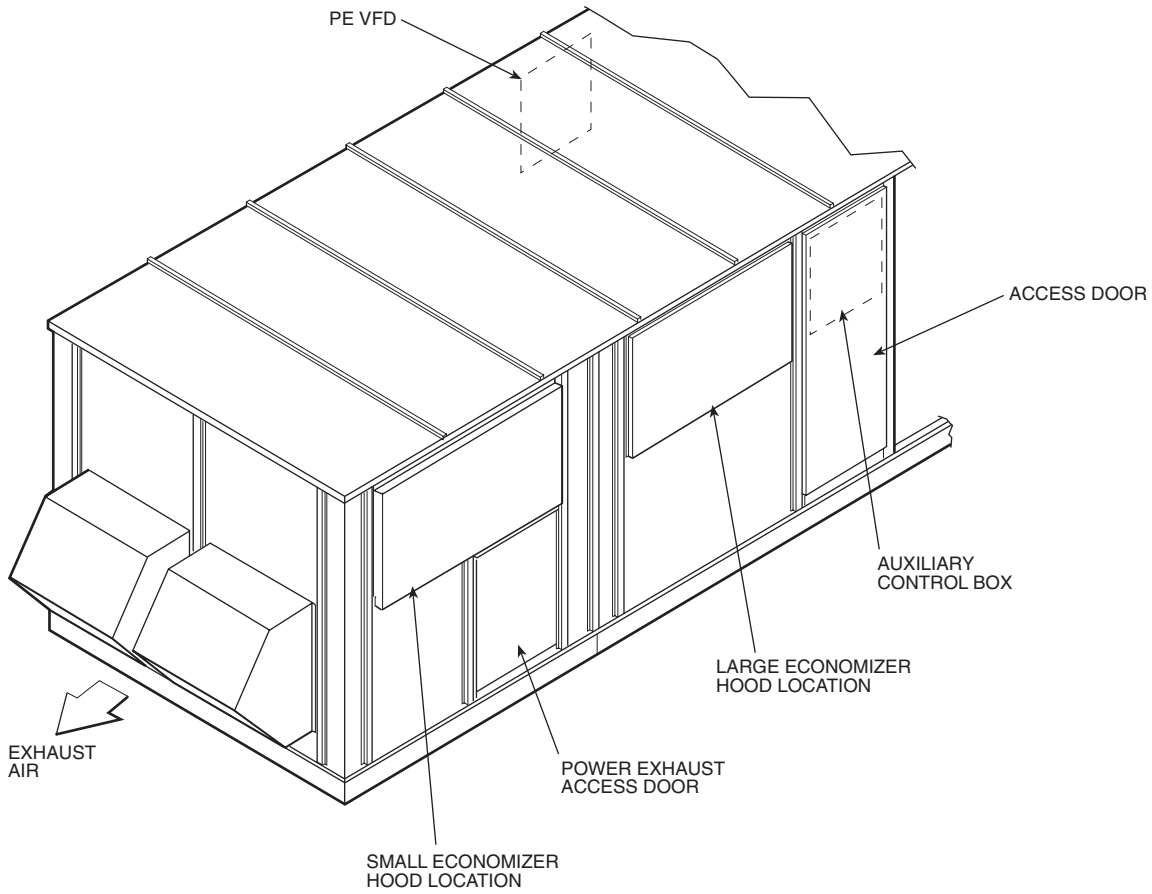 PE VFD
ACCESS DOOR
AUXILIARY
CONTROL BOX
LARGE ECONOMIZER
HOOD LOCATION
POWER EXHAUST
ACCESS DOOR
EXHAUST
AIR
SMALL ECONOMIZER
HOOD LOCATION